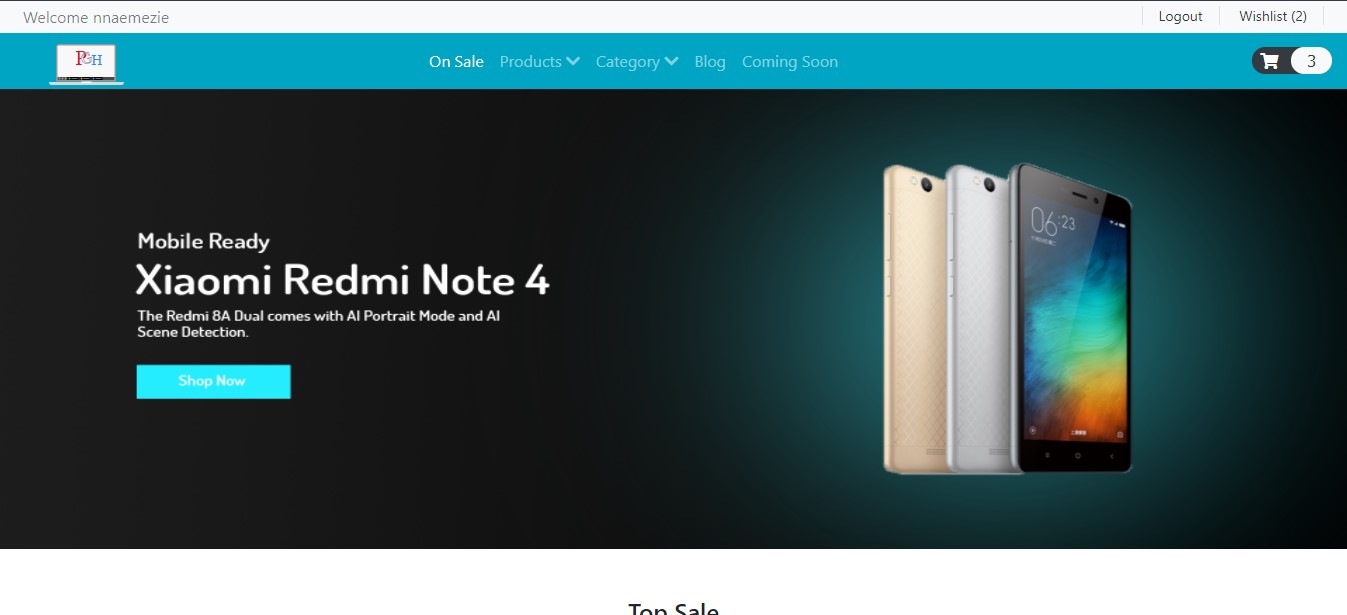 Welcome nnaemezie
Logout
Wishlist (2)
PGH
On Sale
Products
Category
Blog
Coming Soon
3
Mobile Ready
Xiaomi Redmi Note 4
The Redmi 8A Dual comes with AI Portrait Mode and AI
Scene Detection.
Shop Now
06:23
Top Sale